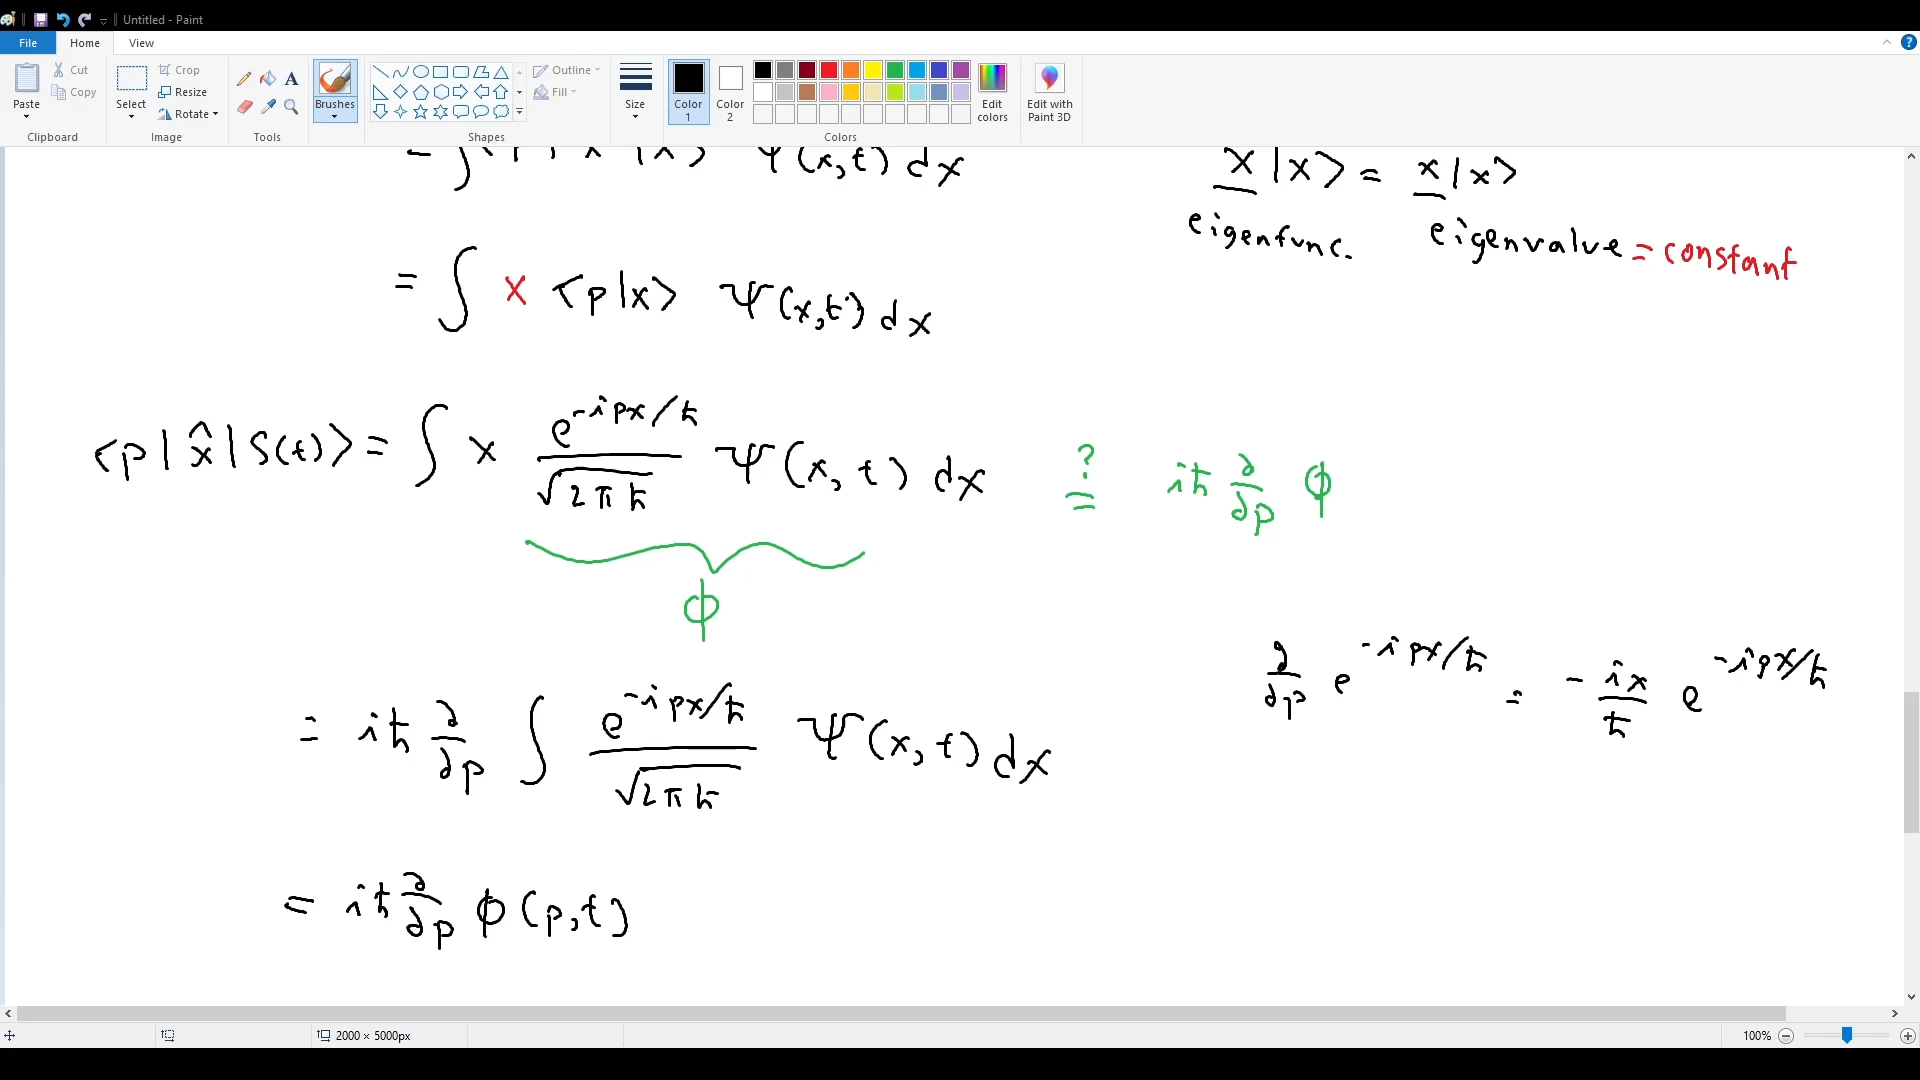 Untitled - Paint
File Home View
Paste Cut Copy Clipboard
Select Crop Resize Rotate Image
Tools
Brushes
Shapes Outline Fill
Size
Color 1 Color 2 Edit colors Colors
Edit with Paint 3D
= ∫ <p| x |x> Ψ(x,t) dx
x |x> = x |x>
eigenfunc. eigenvalue = constant
= ∫ x <p|x> Ψ(x,t) dx
<p| x̂ |S(t)> = ∫ x e^{-ipx/ħ} / √(2πħ) Ψ(x,t) dx ?= iħ ∂/∂p ϕ
ϕ
∂/∂p e^{-ipx/ħ} = - ix/ħ e^{-ipx/ħ}
= iħ ∂/∂p ∫ e^{-ipx/ħ} / √(2πħ) Ψ(x,t) dx
= iħ ∂/∂p ϕ(p,t)
2000 × 5000px 100%